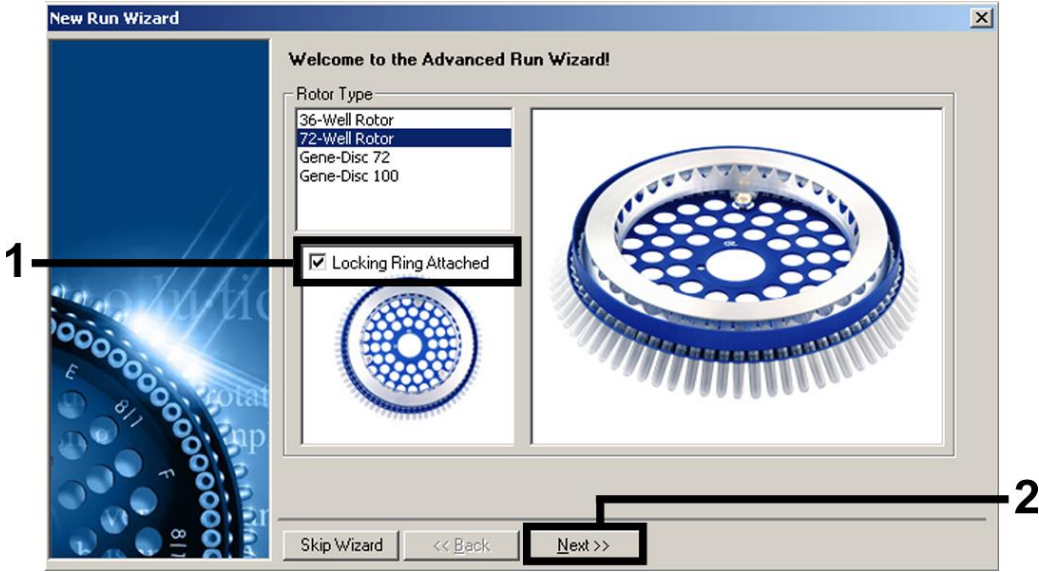 New Run Wizard
Welcome to the Advanced Run Wizard!
Rotor Type
36-Well Rotor
72-Well Rotor
Gene-Disc 72
Gene-Disc 100
1
Locking Ring Attached
2
Skip Wizard
<< Back
Next >>